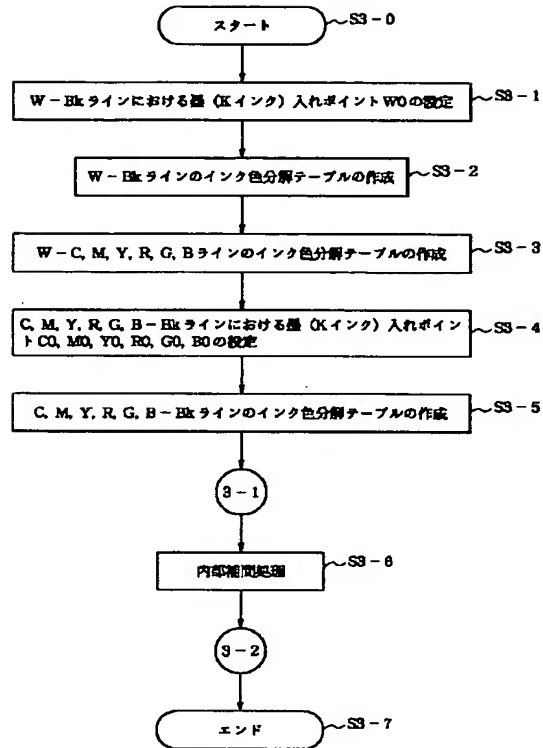 スタート
S3-0
W-Bkラインにおける墨(Kインク)入れポイントW0の設定
S3-1
W-Bkラインのインク色分解テーブルの作成
S3-2
W-C, M, Y, R, G, Bラインのインク色分解テーブルの作成
S3-3
C, M, Y, R, G, B-Bkラインにおける墨(Kインク)入れポイン
トC0, M0, Y0, R0, G0, B0の設定
S3-4
C, M, Y, R, G, B-Bkラインのインク色分解テーブルの作成
S3-5
3-1
内部補間処理
S3-6
3-2
エンド
S3-7